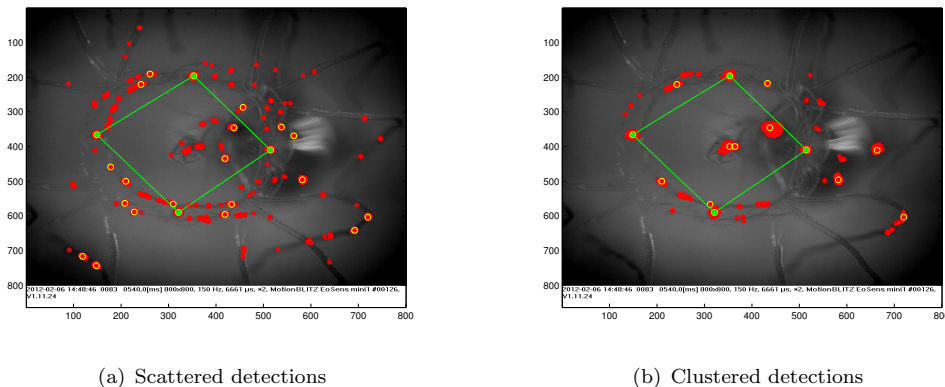 100
200
300
400
500
600
700
800
2012-02-06 14:48:46 0083 0540,0[ms] 800x800, 150 Hz, 6661 µs, ×2, MotionBLITZ EoSens mini1 #00126,
V1.11.24
100 200 300 400 500 600 700 800
(a) Scattered detections
100
200
300
400
500
600
700
800
2012-02-06 14:48:46 0083 0540,0[ms] 800x800, 150 Hz, 6661 µs, ×2, MotionBLITZ EoSens mini1 #00126,
V1.11.24
100 200 300 400 500 600 700 800
(b) Clustered detections